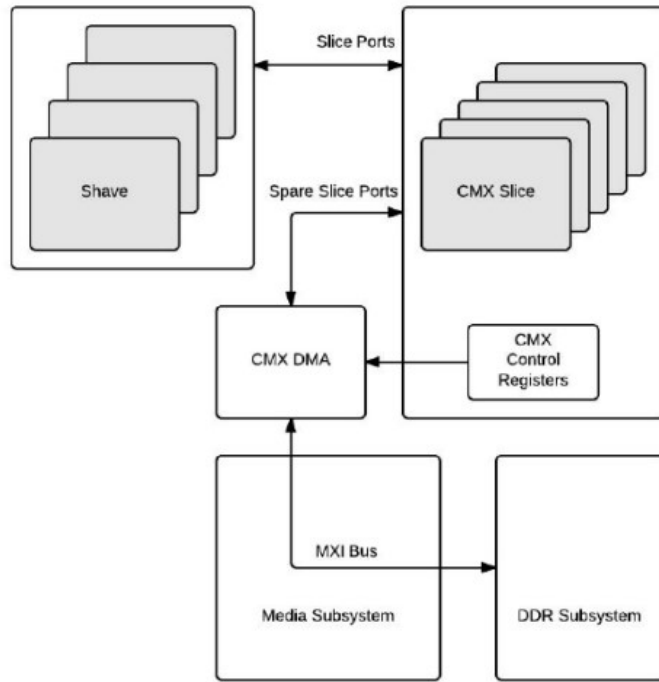 Slice Ports
Shave
Spare Slice Ports
CMX Slice
CMX DMA
CMX
Control
Registers
MXI Bus
Media Subsystem
DDR Subsystem